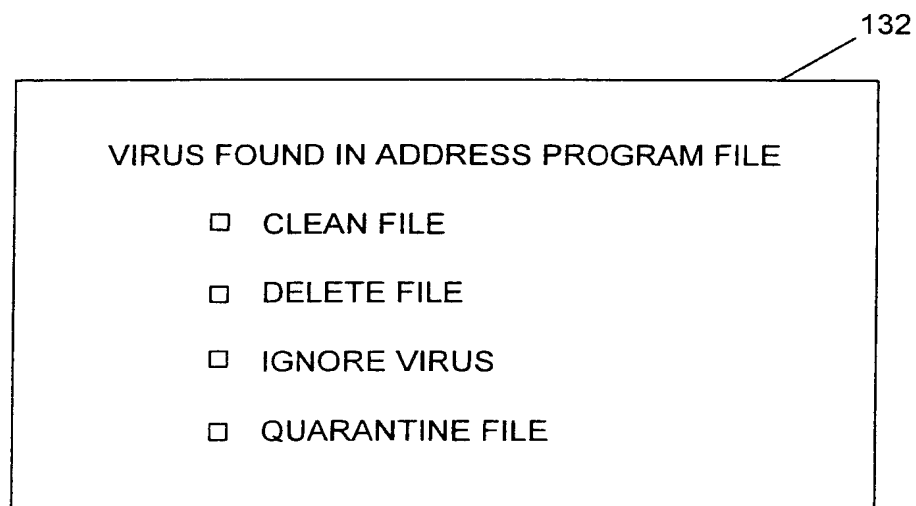 132
VIRUS FOUND IN ADDRESS PROGRAM FILE
CLEAN FILE
DELETE FILE
IGNORE VIRUS
QUARANTINE FILE